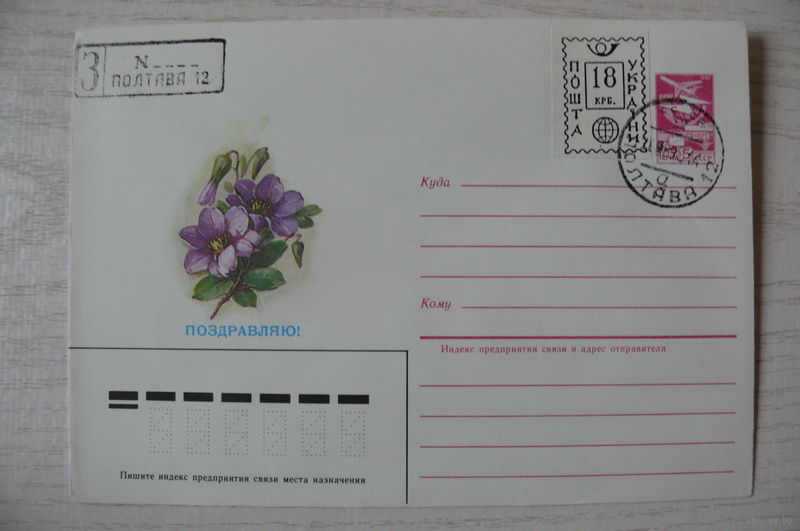 З
N____
ПОЛТАВА 12
ПОШТА
18
КРБ.
УКРАЇНИ
ПОЛТАВА 12
Куда
Кому
Индекс предприятия связи и адрес отправителя
ПОЗДРАВЛЯЮ!
Пишите индекс предприятия связи места назначения